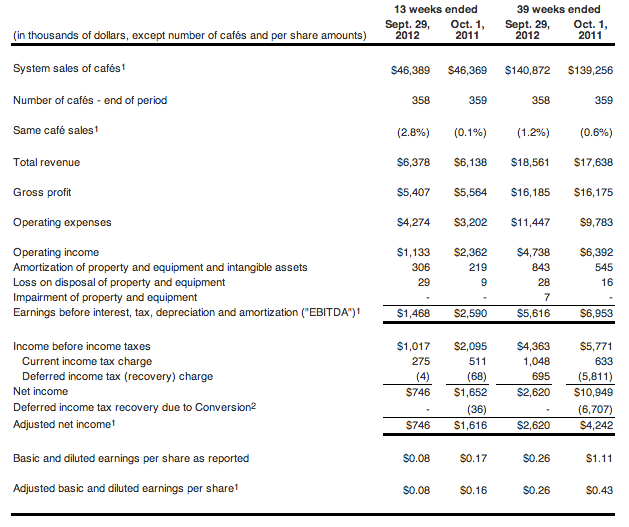 13 weeks ended 39 weeks ended
Sept. 29, Oct. 1, Sept. 29, Oct. 1,
(in thousands of dollars, except number of cafés and per share amounts) 2012 2011 2012 2011
System sales of cafés1 $46,389 $46,369 $140,872 $139,256
Number of cafés - end of period 358 359 358 359
Same café sales1 (2.8%) (0.1%) (1.2%) (0.6%)
Total revenue $6,378 $6,138 $18,561 $17,638
Gross profit $5,407 $5,564 $16,185 $16,175
Operating expenses $4,274 $3,202 $11,447 $9,783
Operating income $1,133 $2,362 $4,738 $6,392
Amortization of property and equipment and intangible assets 306 219 843 545
Loss on disposal of property and equipment 29 9 28 16
Impairment of property and equipment - - 7 -
Earnings before interest, tax, depreciation and amortization ("EBITDA")1 $1,468 $2,590 $5,616 $6,953
Income before income taxes $1,017 $2,095 $4,363 $5,771
Current income tax charge 275 511 1,048 633
Deferred income tax (recovery) charge (4) (68) 695 (5,811)
Net income $746 $1,652 $2,620 $10,949
Deferred income tax recovery due to Conversion2 - (36) - (6,707)
Adjusted net income1 $746 $1,616 $2,620 $4,242
Basic and diluted earnings per share as reported $0.08 $0.17 $0.26 $1.11
Adjusted basic and diluted earnings per share1 $0.08 $0.16 $0.26 $0.43